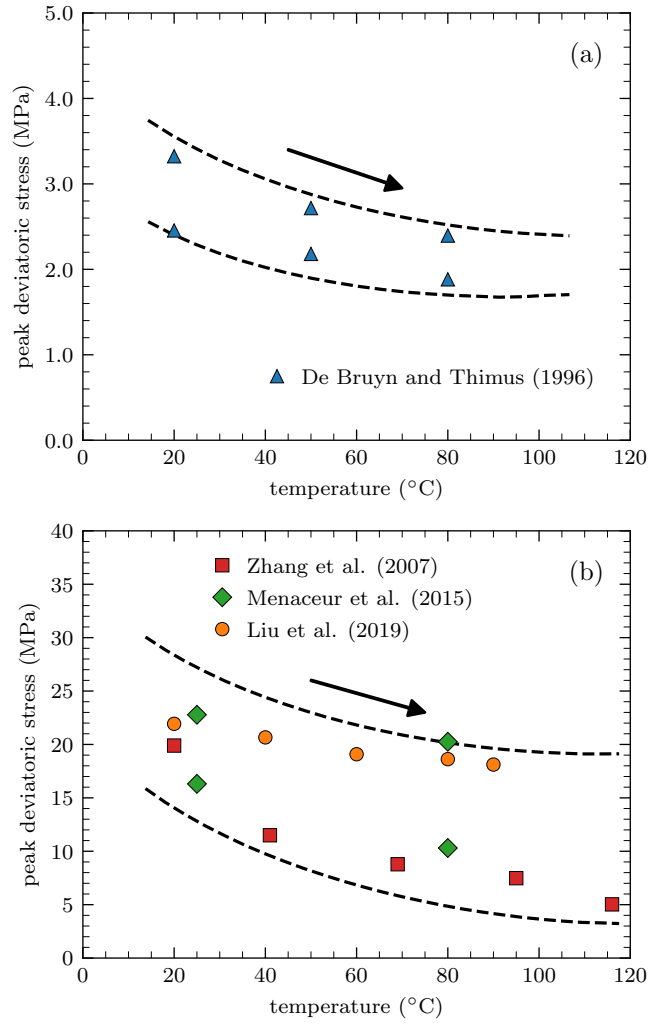 5.0
(a)
4.0
3.0
2.0
1.0
0.0
peak deviatoric stress (MPa)
De Bruyn and Thimus (1996)
0 20 40 60 80 100 120
temperature (°C)
40
35
30
25
20
15
10
5
0
peak deviatoric stress (MPa)
(b)
Zhang et al. (2007)
Menaceur et al. (2015)
Liu et al. (2019)
0 20 40 60 80 100 120
temperature (°C)